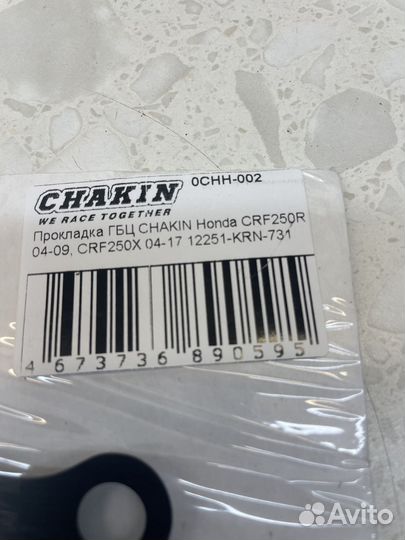 CHAKIN
0CHH-002
WE RACE TOGETHER
Прокладка ГБЦ CHAKIN Honda CRF250R
04-09, CRF250X 04-17 12251-KRN-731
4 673736 890595
Avito